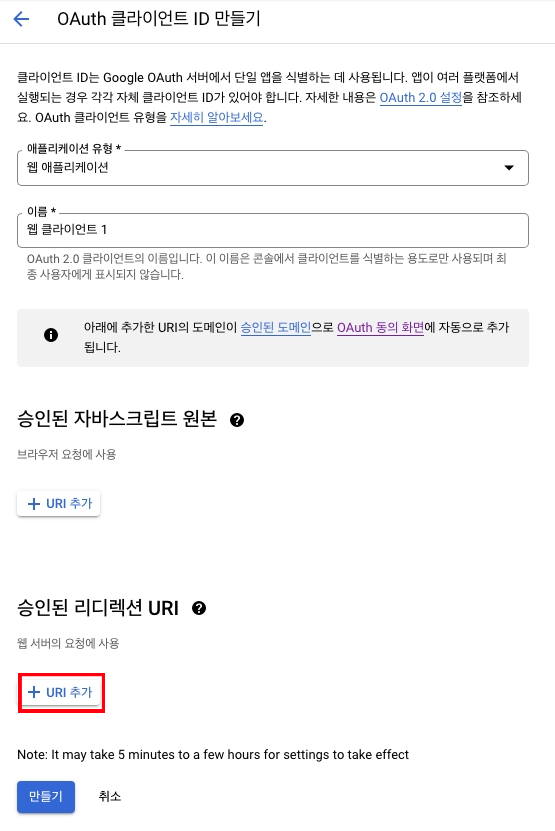 OAuth 클라이언트 ID 만들기
클라이언트 ID는 Google OAuth 서버에서 단일 앱을 식별하는 데 사용됩니다. 앱이 여러 플랫폼에서
실행되는 경우 각각 자체 클라이언트 ID가 있어야 합니다. 자세한 내용은 OAuth 2.0 설정을 참조하세
요. OAuth 클라이언트 유형을 자세히 알아보세요.
애플리케이션 유형 *
웹 애플리케이션
이름 *
웹 클라이언트 1
OAuth 2.0 클라이언트의 이름입니다. 이 이름은 콘솔에서 클라이언트를 식별하는 용도로만 사용되며 최
종 사용자에게 표시되지 않습니다.
아래에 추가한 URI의 도메인이 승인된 도메인으로 OAuth 동의 화면에 자동으로 추가
됩니다.
승인된 자바스크립트 원본
브라우저 요청에 사용
+ URI 추가
승인된 리디렉션 URI
웹 서버의 요청에 사용
+ URI 추가
Note: It may take 5 minutes to a few hours for settings to take effect
만들기 취소